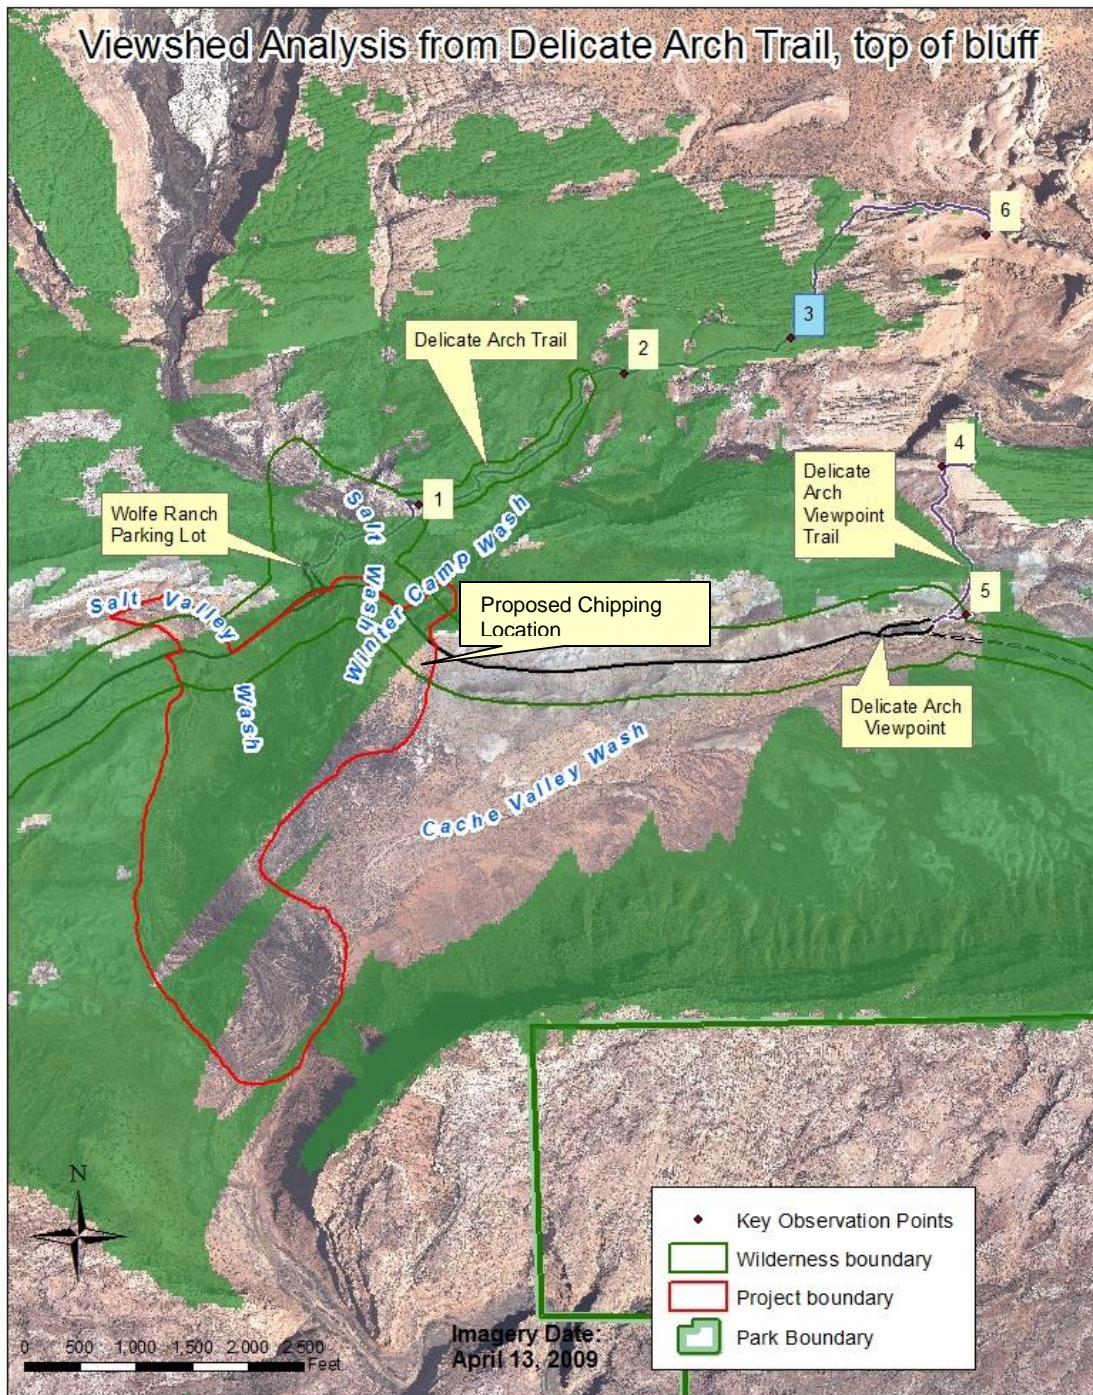 Viewshed Analysis from Delicate Arch Trail, top of bluff
6
3
Delicate Arch Trail
2
4
Delicate
Arch
Viewpoint
Trail
1
Wolfe Ranch
Parking Lot
Salt Wash
Winter Camp Wash
Salt Valley Wash
Proposed Chipping
Location
5
Delicate Arch
Viewpoint
Cache Valley Wash
N
Key Observation Points
Wilderness boundary
Project boundary
Park Boundary
0 500 1,000 1,500 2,000 2,500
Feet
Imagery Date:
April 13, 2009